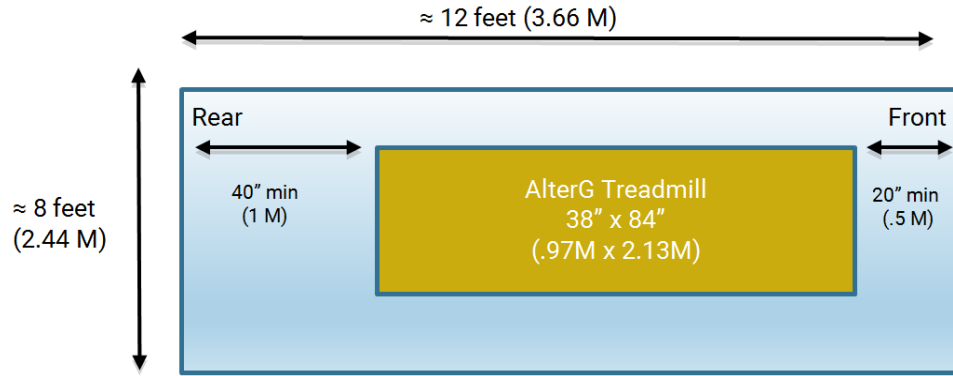 ≈ 12 feet (3.66 M)
Rear
Front
40” min
(1 M)
AlterG Treadmill
38” x 84”
(.97M x 2.13M)
20” min
(.5 M)
≈ 8 feet
(2.44 M)